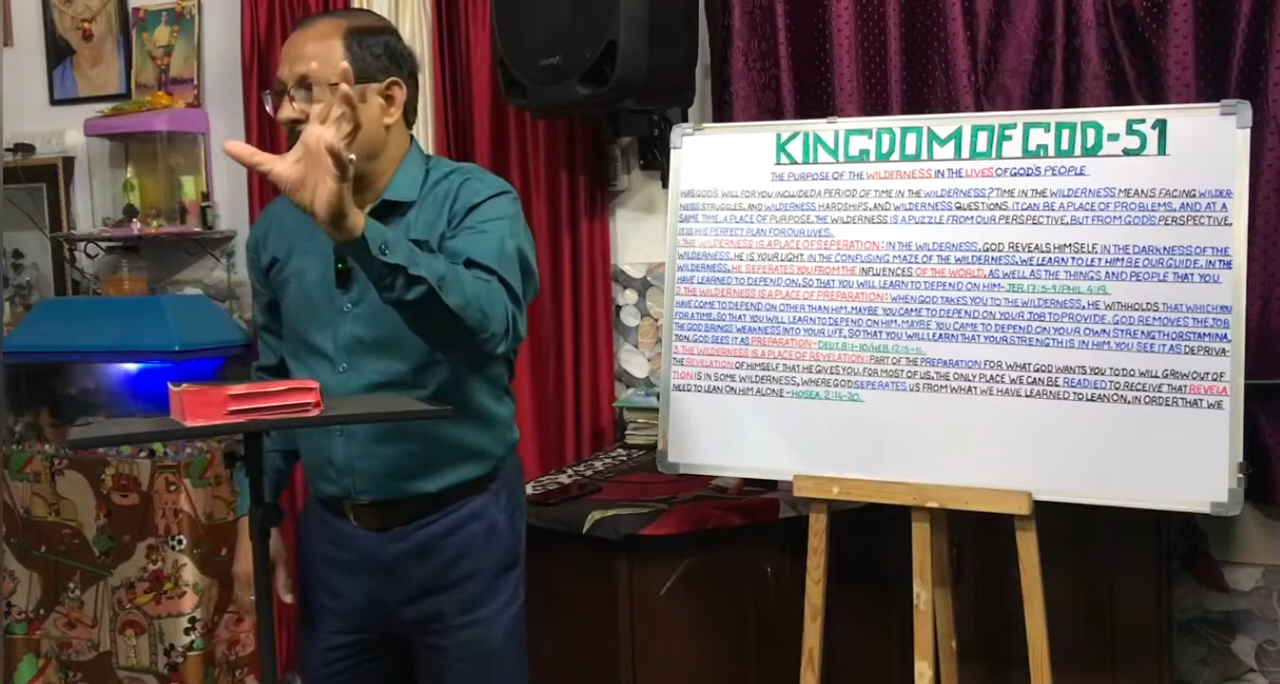 KINGDOM OF GOD-51
THE PURPOSE OF THE WILDERNESS IN THE LIVES OF GOD'S PEOPLE
HAS GOD'S WILL FOR YOU INCLUDED A PERIOD OF TIME IN THE WILDERNESS? TIME IN THE WILDERNESS MEANS FACING WILDER-
NESS STRUGGLES, AND WILDERNESS HARDSHIPS, AND WILDERNESS QUESTIONS. IT CAN BE A PLACE OF PROBLEMS, AND AT A
SAME TIME, A PLACE OF PURPOSE. THE WILDERNESS IS A PUZZLE FROM OUR PERSPECTIVE, BUT FROM GOD'S PERSPECTIVE,
IT IS HIS PERFECT PLAN FOR OUR LIVES.
1. THE WILDERNESS IS A PLACE OF SEPERATION: IN THE WILDERNESS, GOD REVEALS HIMSELF, IN THE DARKNESS OF THE
WILDERNESS, HE IS YOUR LIGHT. IN THE CONFUSING MAZE OF THE WILDERNESS, WE LEARN TO LET HIM BE OUR GUIDE. IN THE
WILDERNESS, HE SEPERATES YOU FROM THE INFLUENCES OF THE WORLD, AS WELL AS THE THINGS AND PEOPLE THAT YOU
HAVE LEARNED TO DEPEND ON, SO THAT YOU WILL LEARN TO DEPEND ON HIM-JER.17:5-9/PHIL.4:19.
2. THE WILDERNESS IS A PLACE OF PREPARATION: WHEN GOD TAKES YOU TO THE WILDERNESS, HE WITHHOLDS THAT WHICH YOU
HAVE COME TO DEPEND ON OTHER THAN HIM. MAYBE YOU CAME TO DEPEND ON YOUR JOB TO PROVIDE. GOD REMOVES THE JOB
FOR A TIME, SO THAT YOU WILL LEARN TO DEPEND ON HIM. MAYBE YOU CAME TO DEPEND ON YOUR OWN STRENGTH OR STAMINA.
THE GOD BRINGS WEAKNESS INTO YOUR LIFE, SO THAT YOU WILL LEARN THAT YOUR STRENGTH IS IN HIM. YOU SEE IT AS DEPRIVA-
TION. GOD SEES IT AS PREPARATION-DEUT.8:1-10/HEB.12:5-11.
3. THE WILDERNESS IS A PLACE OF REVELATION: PART OF THE PREPARATION FOR WHAT GOD WANTS YOU TO DO WILL GROW OUT OF
THE REVELATION OF HIMSELF THAT HE GIVES YOU. FOR MOST OF US, THE ONLY PLACE WE CAN BE READIED TO RECEIVE THAT REVELA
TION IS IN SOME WILDERNESS, WHERE GOD SEPERATES US FROM WHAT WE HAVE LEARNED TO LEAN ON, IN ORDER THAT WE
NEED TO LEAN ON HIM ALONE-HOSEA.2:14-20.